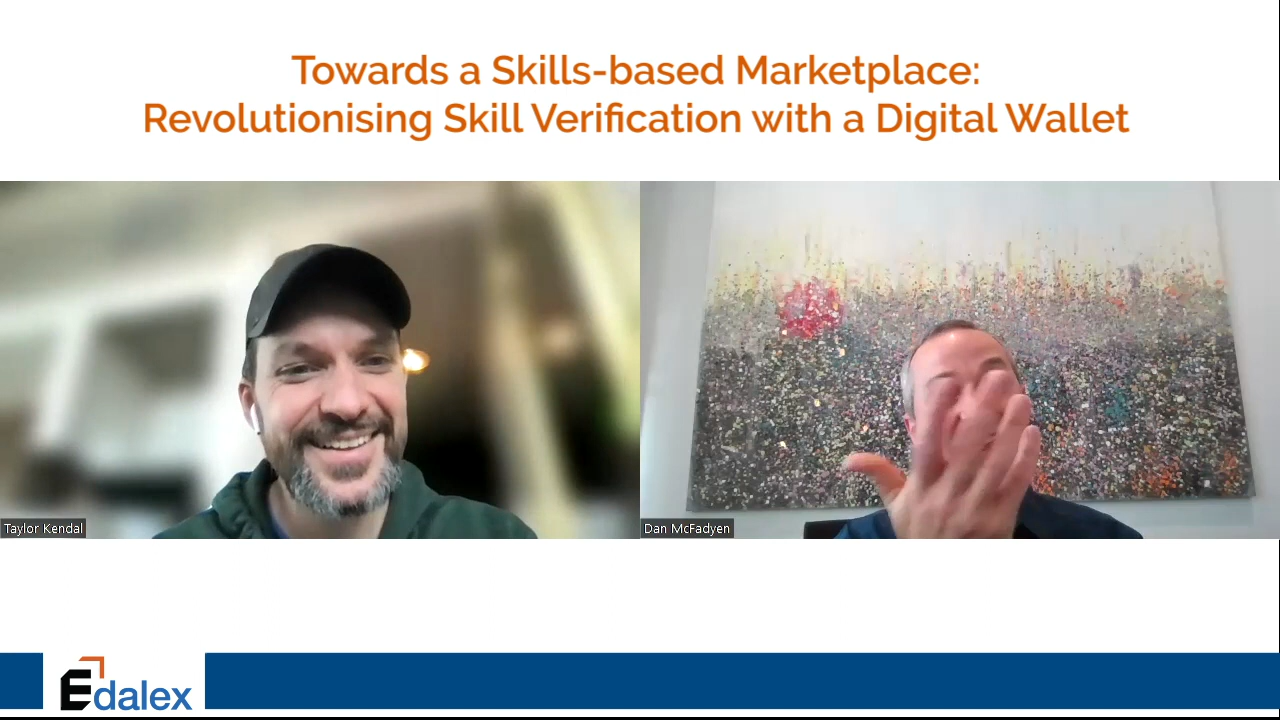 Towards a Skills-based Marketplace:
Revolutionising Skill Verification with a Digital Wallet
Taylor Kendal
Dan McFadyen
Edalex